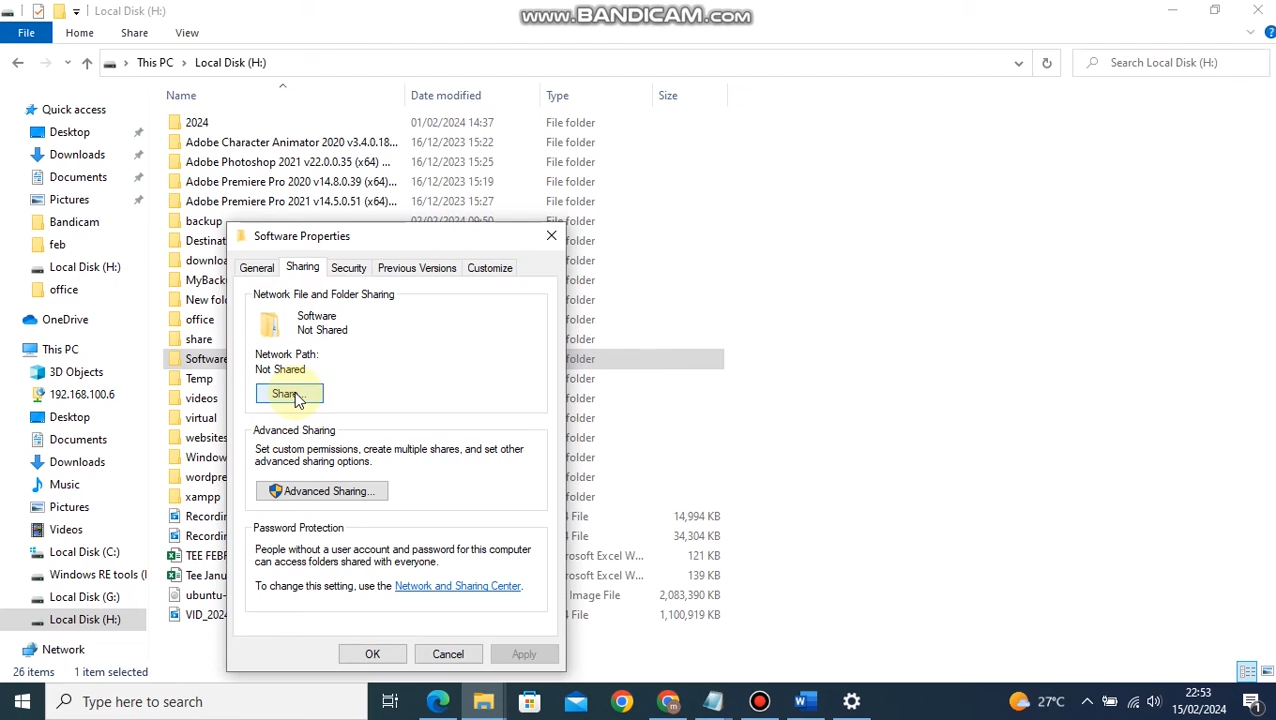 Local Disk (H:)
www.BANDICAM.com
File Home Share View
This PC Local Disk (H:)
Search Local Disk (H:)
Name Date modified Type Size
Quick access
Desktop
Downloads
Documents
Pictures
Bandicam
feb
Local Disk (H:)
office
OneDrive
This PC
3D Objects
192.168.100.6
Desktop
Documents
Downloads
Music
Pictures
Videos
Local Disk (C:)
Windows RE tools (
Local Disk (G:)
Local Disk (H:)
Network
2024 01/02/2024 14:37 File folder
Adobe Character Animator 2020 v3.4.0.18... 16/12/2023 15:22 File folder
Adobe Photoshop 2021 v22.0.0.35 (x64) ... 16/12/2023 15:25 File folder
Adobe Premiere Pro 2020 v14.8.0.39 (x64)... 16/12/2023 15:19 File folder
Adobe Premiere Pro 2021 v14.5.0.51 (x64)... 16/12/2023 15:27 File folder
backup 02/02/2024 09:50 File folder
Destinat folder
downloa folder
MyBack folder
New fol folder
office folder
share folder
Software folder
Temp folder
videos folder
virtual folder
websites folder
Window folder
wordpre folder
xampp folder
Recordin 4 File 14,994 KB
Recordin 4 File 34,304 KB
TEE FEBR rosoft Excel W... 121 KB
Tee Janu rosoft Excel W... 139 KB
ubuntu- Image File 2,083,390 KB
VID_2024 4 File 1,100,919 KB
Software Properties
General Sharing Security Previous Versions Customize
Network File and Folder Sharing
Software
Not Shared
Network Path:
Not Shared
Share...
Advanced Sharing
Set custom permissions, create multiple shares, and set other
advanced sharing options.
Advanced Sharing...
Password Protection
People without a user account and password for this computer
can access folders shared with everyone.
To change this setting, use the Network and Sharing Center.
OK Cancel Apply
26 items 1 item selected
Type here to search
27°C
22:53
15/02/2024